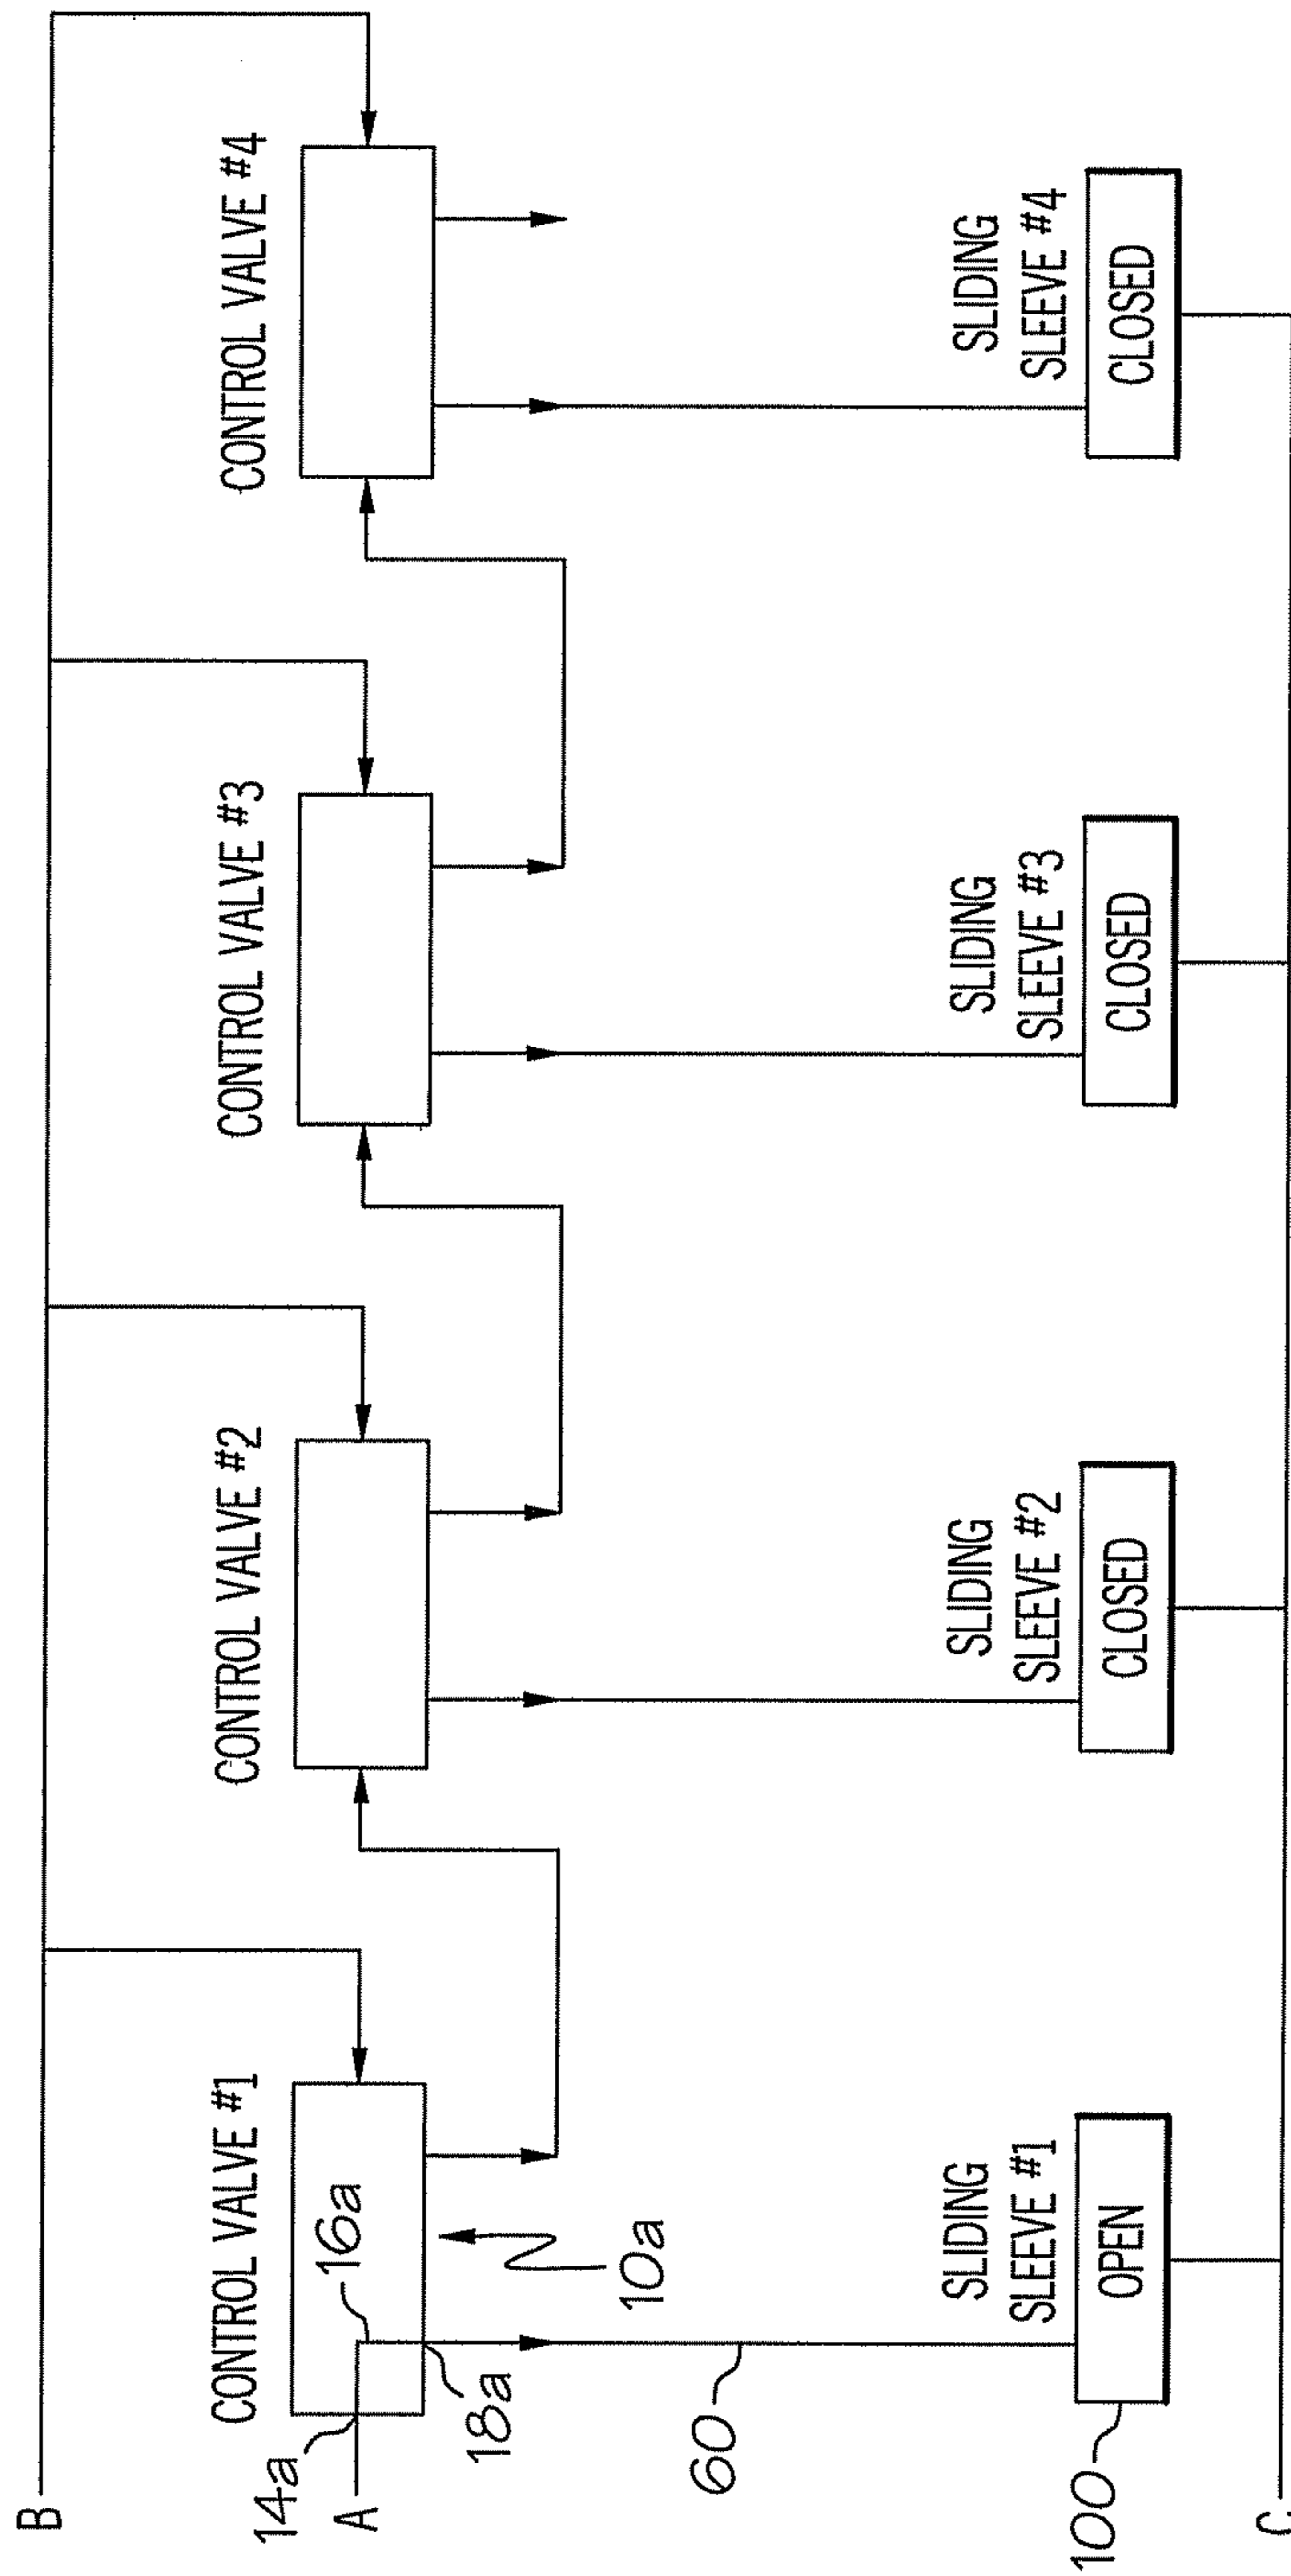 B
CONTROL VALVE #1
CONTROL VALVE #2
CONTROL VALVE #3
CONTROL VALVE #4
14a
A
16a
18a
10a
60
SLIDING
SLEEVE #1
OPEN
SLIDING
SLEEVE #2
CLOSED
SLIDING
SLEEVE #3
CLOSED
SLIDING
SLEEVE #4
CLOSED
100
C